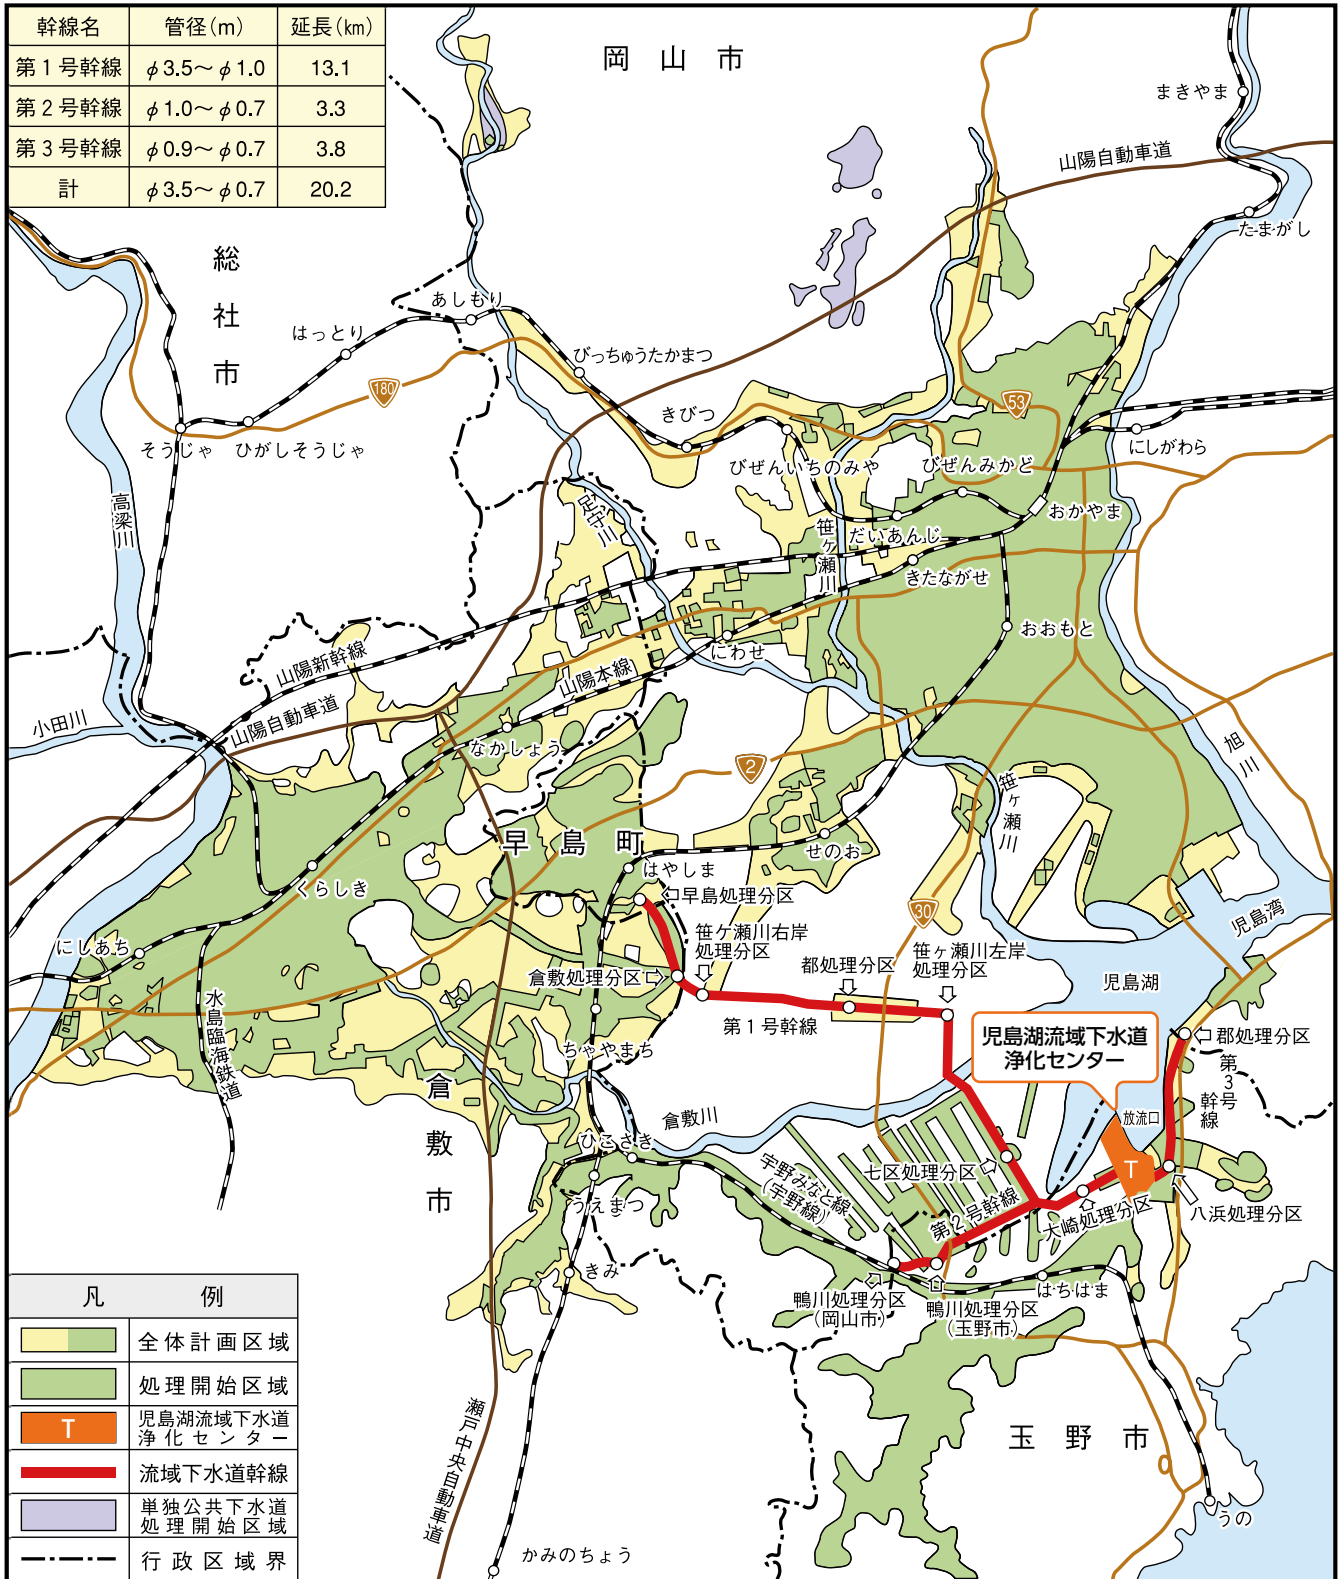 幹線名 管径(m) 延長(km)
第1号幹線 φ3.5～φ1.0 13.1
第2号幹線 φ1.0～φ0.7 3.3
第3号幹線 φ0.9～φ0.7 3.8
計 φ3.5～φ0.7 20.2
岡山市
まきやま
山陽自動車道
たまがし
総社市
あしもり
はっとり
びっちゅうたかまつ
180
53
きびつ
そうじゃ
ひがしそうじゃ
びぜんいちのみや
びぜんみかど
にしがわら
高梁川
足守川
笹ヶ瀬川
だいあんじ
おかやま
きたながせ
おおもと
にわせ
山陽新幹線
山陽本線
小田川
山陽自動車道
なかしょう
2
旭川
笹ヶ瀬川
早島町
せのお
はやしま
くらしき
早島処理分区
30
児島湾
にしあち
笹ケ瀬川右岸
処理分区
笹ヶ瀬川左岸
処理分区
都処理分区
倉敷処理分区
児島湖
水島臨海鉄道
第1号幹線
児島湖流域下水道
浄化センター
郡処理分区
ちゃやまち
第3号幹線
倉敷市
倉敷川
放流口
ひこさき
宇野みなと線
(宇野線)
七区処理分区
T
うえまつ
第2号幹線
大崎処理分区
八浜処理分区
きみ
はちはま
鴨川処理分区
(岡山市)
鴨川処理分区
(玉野市)
玉野市
瀬戸中央自動車道
うの
かみのちょう
凡例
全体計画区域
処理開始区域
T
児島湖流域下水道
浄化センター
流域下水道幹線
単独公共下水道
処理開始区域
行政区域界